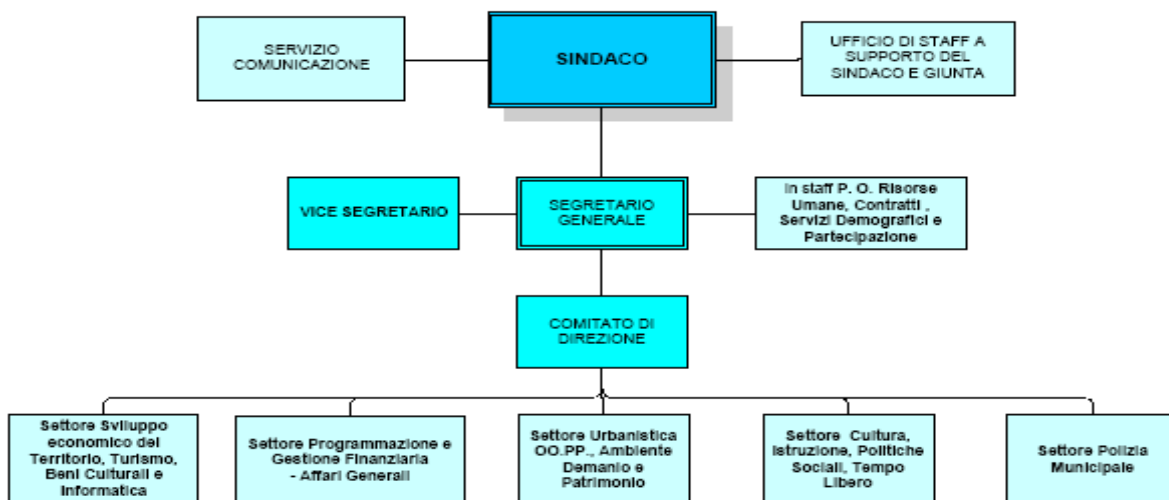 SERVIZIO
COMUNICAZIONE
SINDACO
UFFICIO DI STAFF A
SUPPORTO DEL
SINDACO E GIUNTA
VICE SEGRETARIO
SEGRETARIO
GENERALE
In staff P. O. Risorse
Umane, Contratti ,
Servizi Demografici e
Partecipazione
COMITATO DI
DIREZIONE
Settore Sviluppo
economico del
Territorio, Turismo,
Beni Culturali e
Informatica
Settore Programmazione e
Gestione Finanziaria
- Affari Generali
Settore Urbanistica
OO.PP., Ambiente
Demanio e
Patrimonio
Settore Cultura,
Istruzione, Politiche
Sociali, Tempo
Libero
Settore Polizia
Municipale